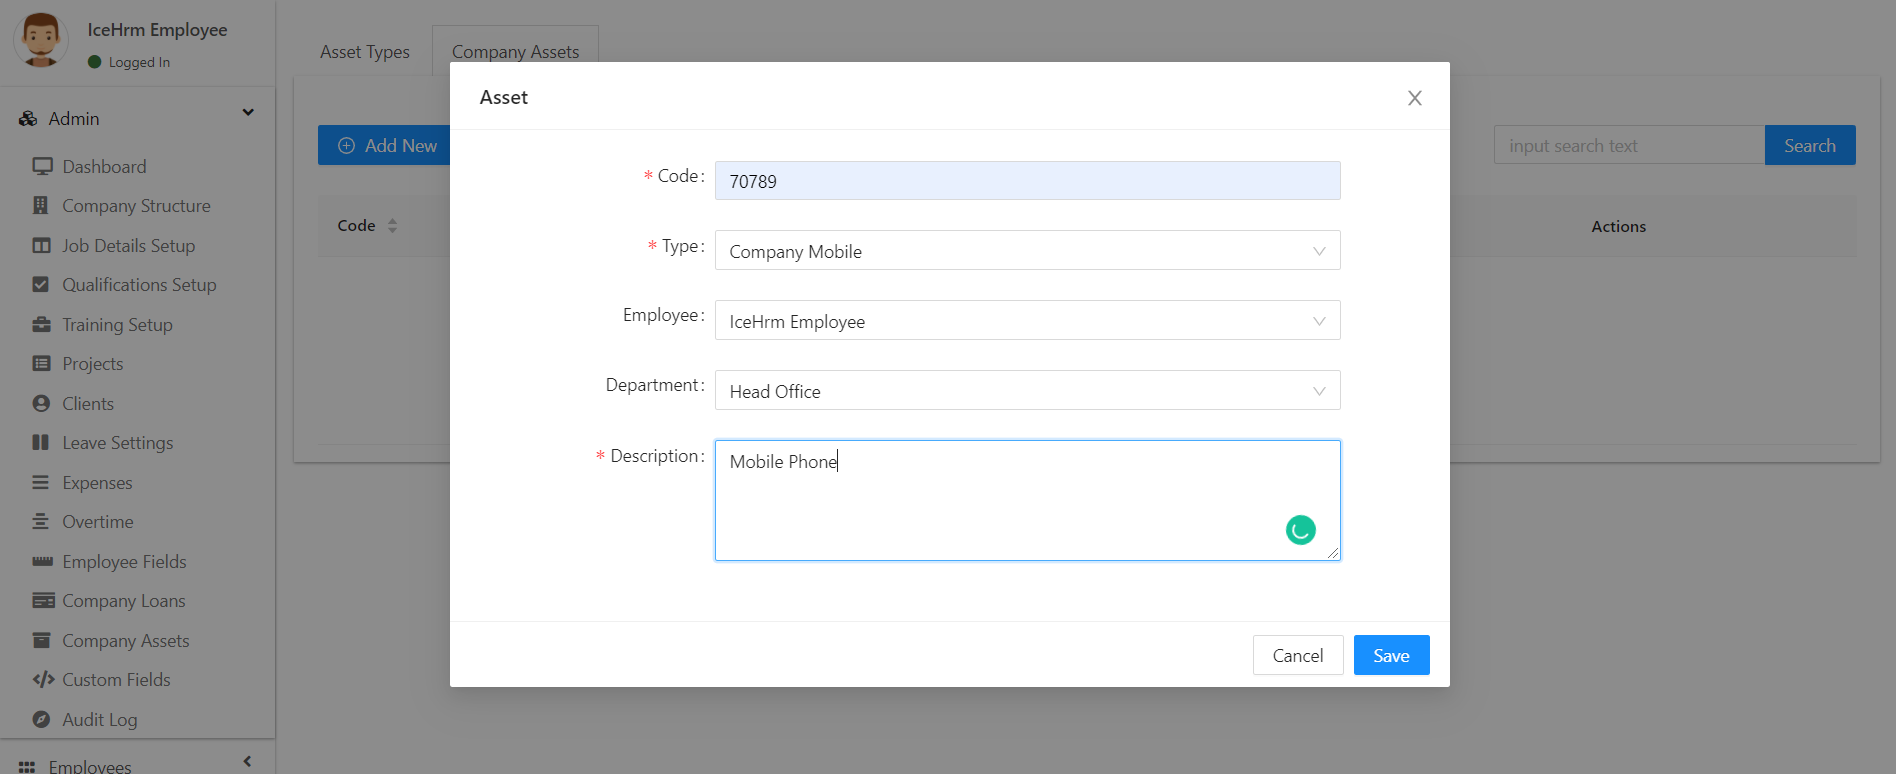 IceHrm Employee
Logged In
Admin
Dashboard
Company Structure
Job Details Setup
Qualifications Setup
Training Setup
Projects
Clients
Leave Settings
Expenses
Overtime
Employee Fields
Company Loans
Company Assets
Custom Fields
Audit Log
Employees
Asset Types
Company Assets
Add New
input search text
Search
Code
Actions
Asset
* Code: 70789
* Type: Company Mobile
Employee: IceHrm Employee
Department: Head Office
* Description: Mobile Phone
Cancel
Save